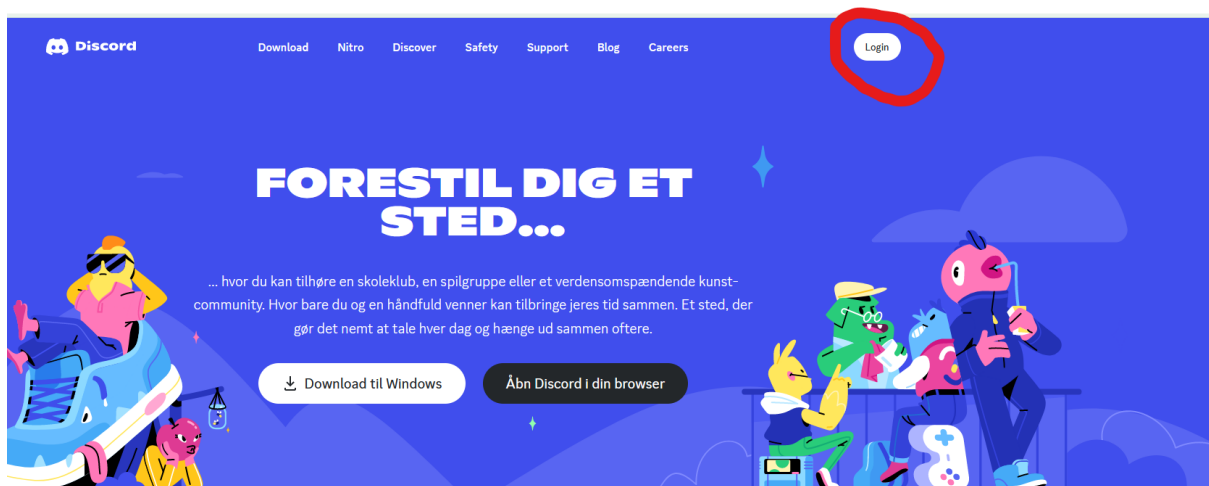 Discord
Download Nitro Discover Safety Support Blog Careers
Login
FORESTIL DIG ET
STED...
... hvor du kan tilhøre en skoleklub, en spilgruppe eller et verdensomspændende kunst-
community. Hvor bare du og en håndfuld venner kan tilbringe jeres tid sammen. Et sted, der
gør det nemt at tale hver dag og hænge ud sammen oftere.
Download til Windows
Åbn Discord i din browser